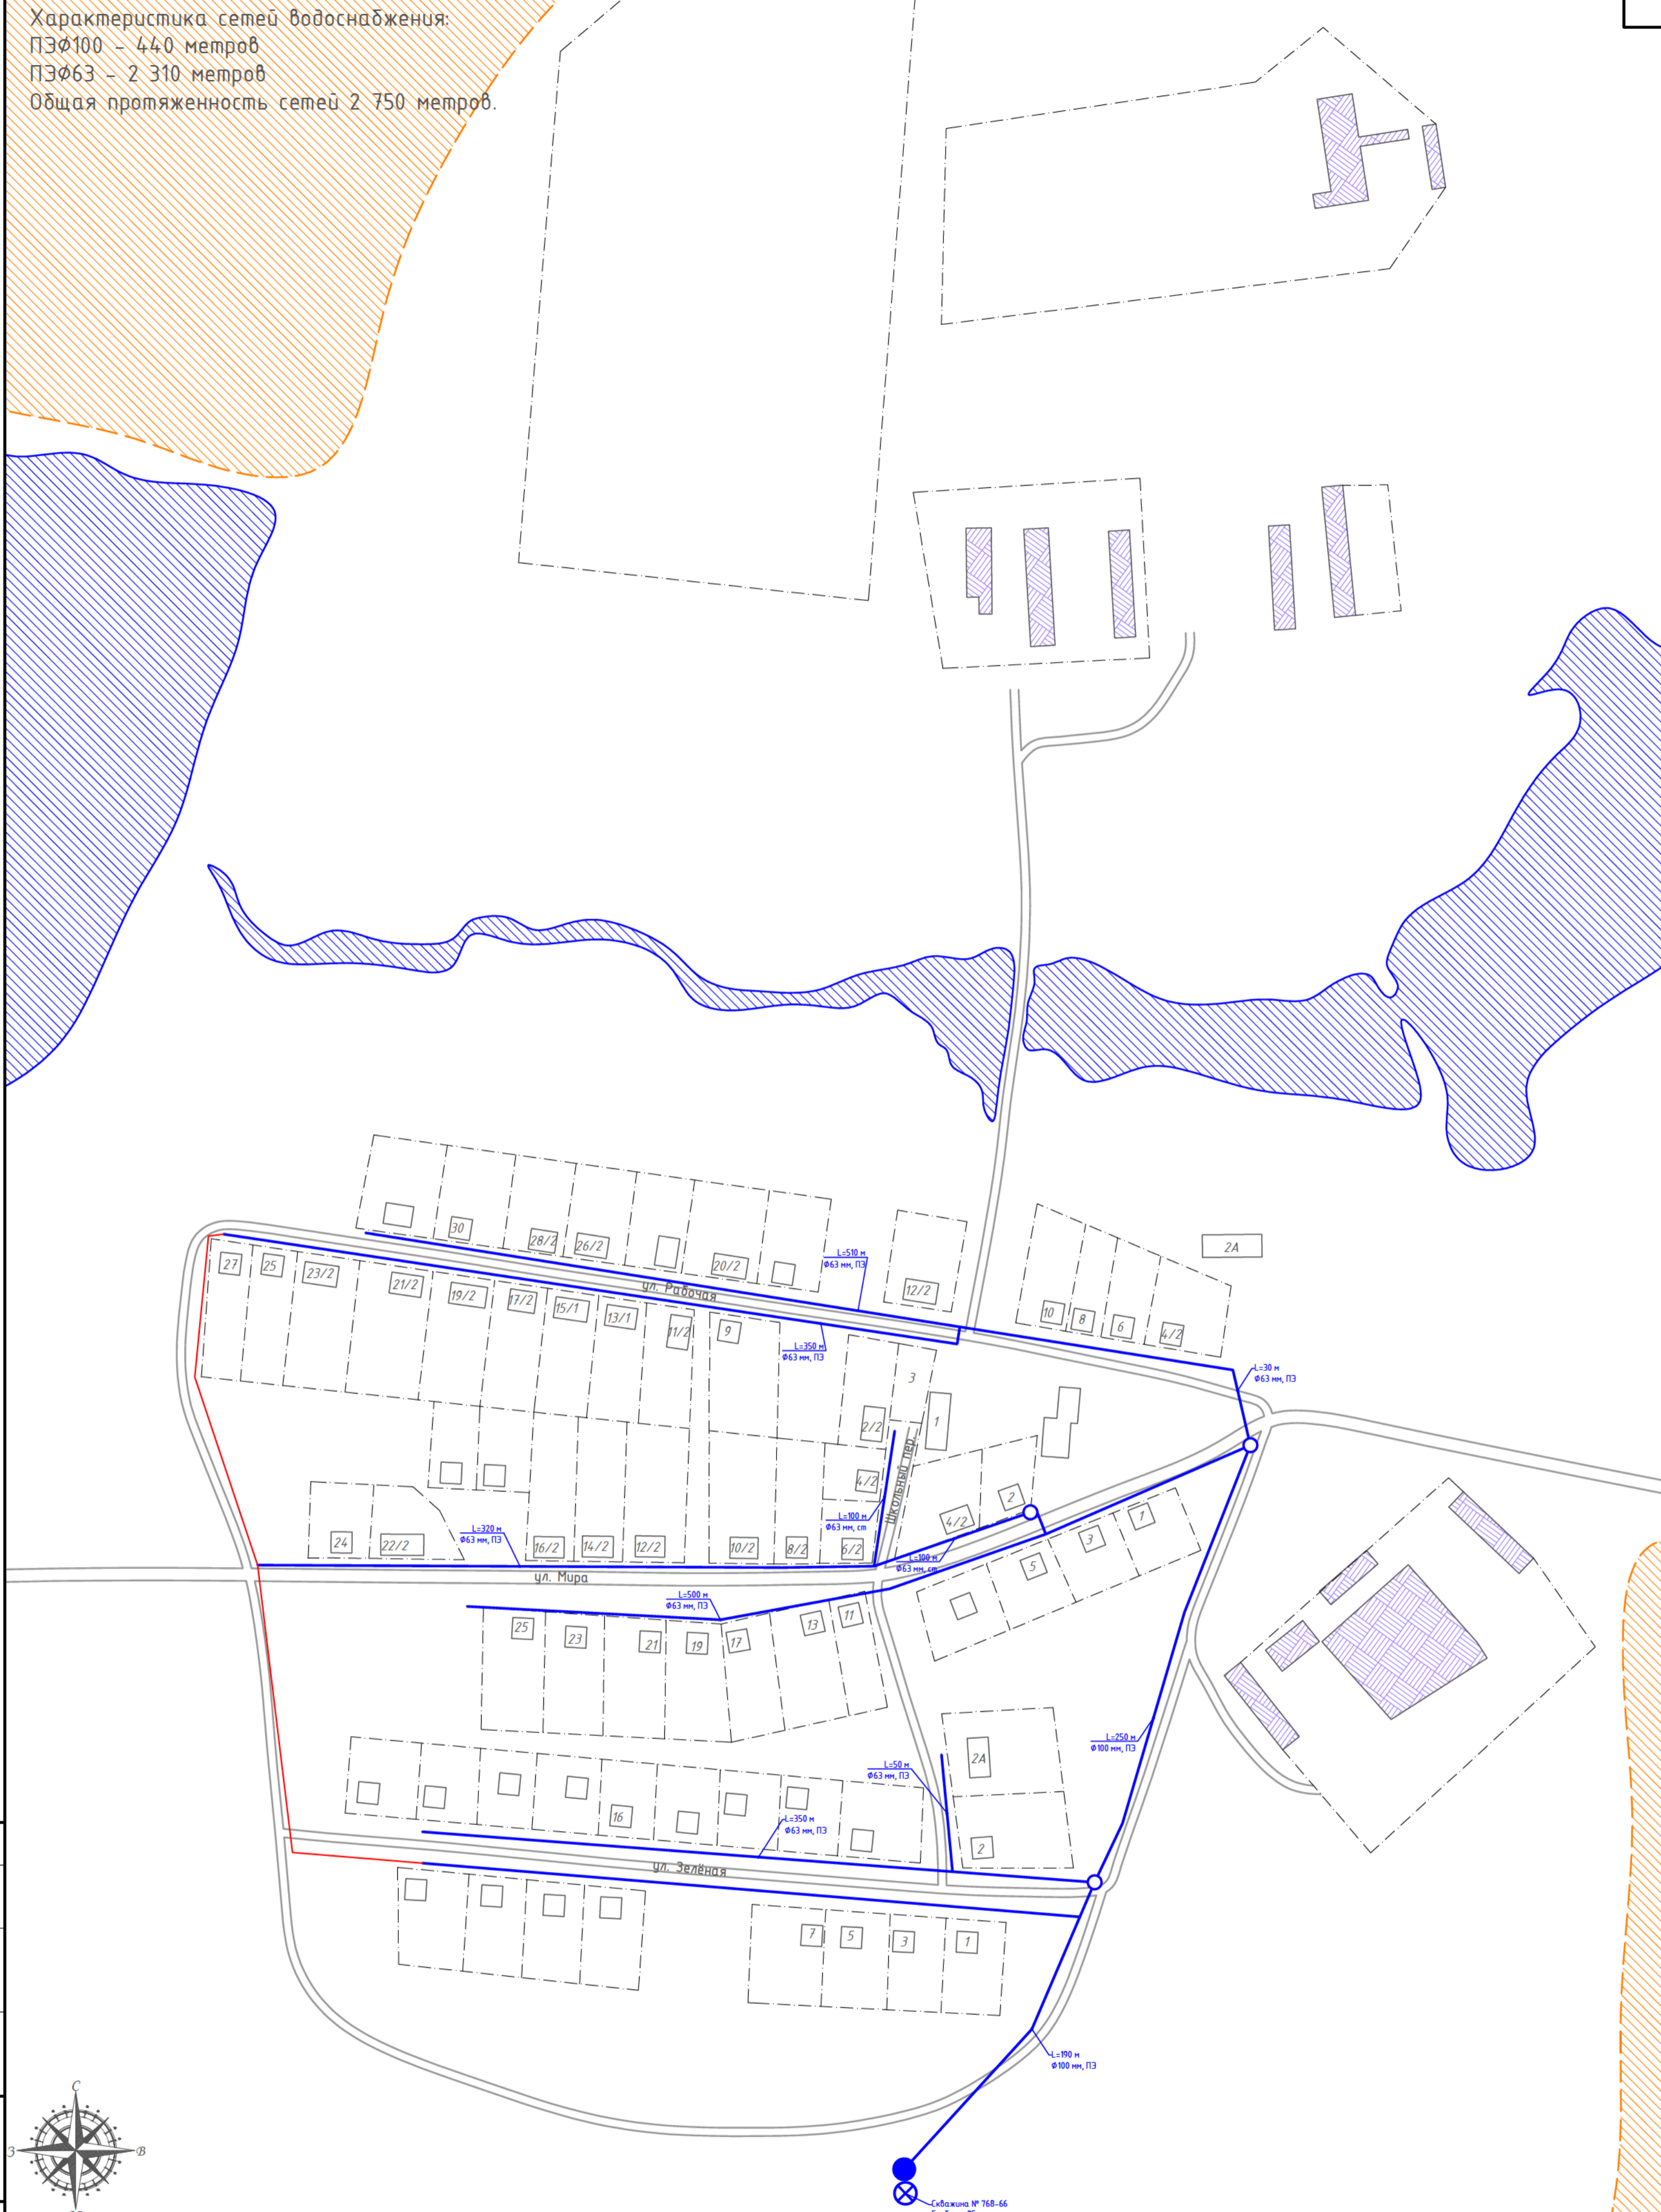 Характеристика сетей водоснабжения:
ПЭФ100 - 440 метров
ПЭФ63 - 2 310 метров
Общая протяженность сетей 2 750 метров.
30
28/2
26/2
20/2
12/2
2А
10
8
6
4/2
L=510 м
Ф63 мм, ПЭ
ул. Рабочая
27
25
23/2
21/2
19/2
17/2
15/1
13/1
11/2
9
L=350 м
Ф63 мм, ПЭ
L=30 м
Ф63 мм, ПЭ
3
1
2/2
4/2
Школьный пер.
L=100 м
Ф63 мм, ст
2
4/2
1
3
5
24
22/2
L=320 м
Ф63 мм, ПЭ
16/2
14/2
12/2
10/2
8/2
6/2
L=100 м
Ф63 мм, ст
ул. Мира
L=500 м
Ф63 мм, ПЭ
25
23
21
19
17
13
11
L=250 м
Ф100 мм, ПЭ
2А
L=50 м
Ф63 мм, ПЭ
16
L=350 м
Ф63 мм, ПЭ
2
ул. Зелёная
7
5
3
1
L=190 м
Ф100 мм, ПЭ
С
З
В
Скважина № 768-66